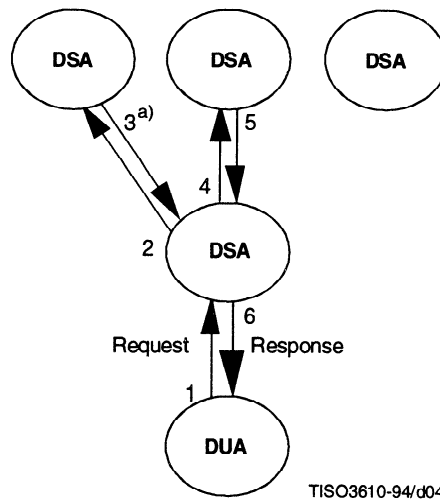 DSA
DSA
DSA
3a)
5
4
2
DSA
6
Request
Response
1
DUA
TISO3610-94/d04